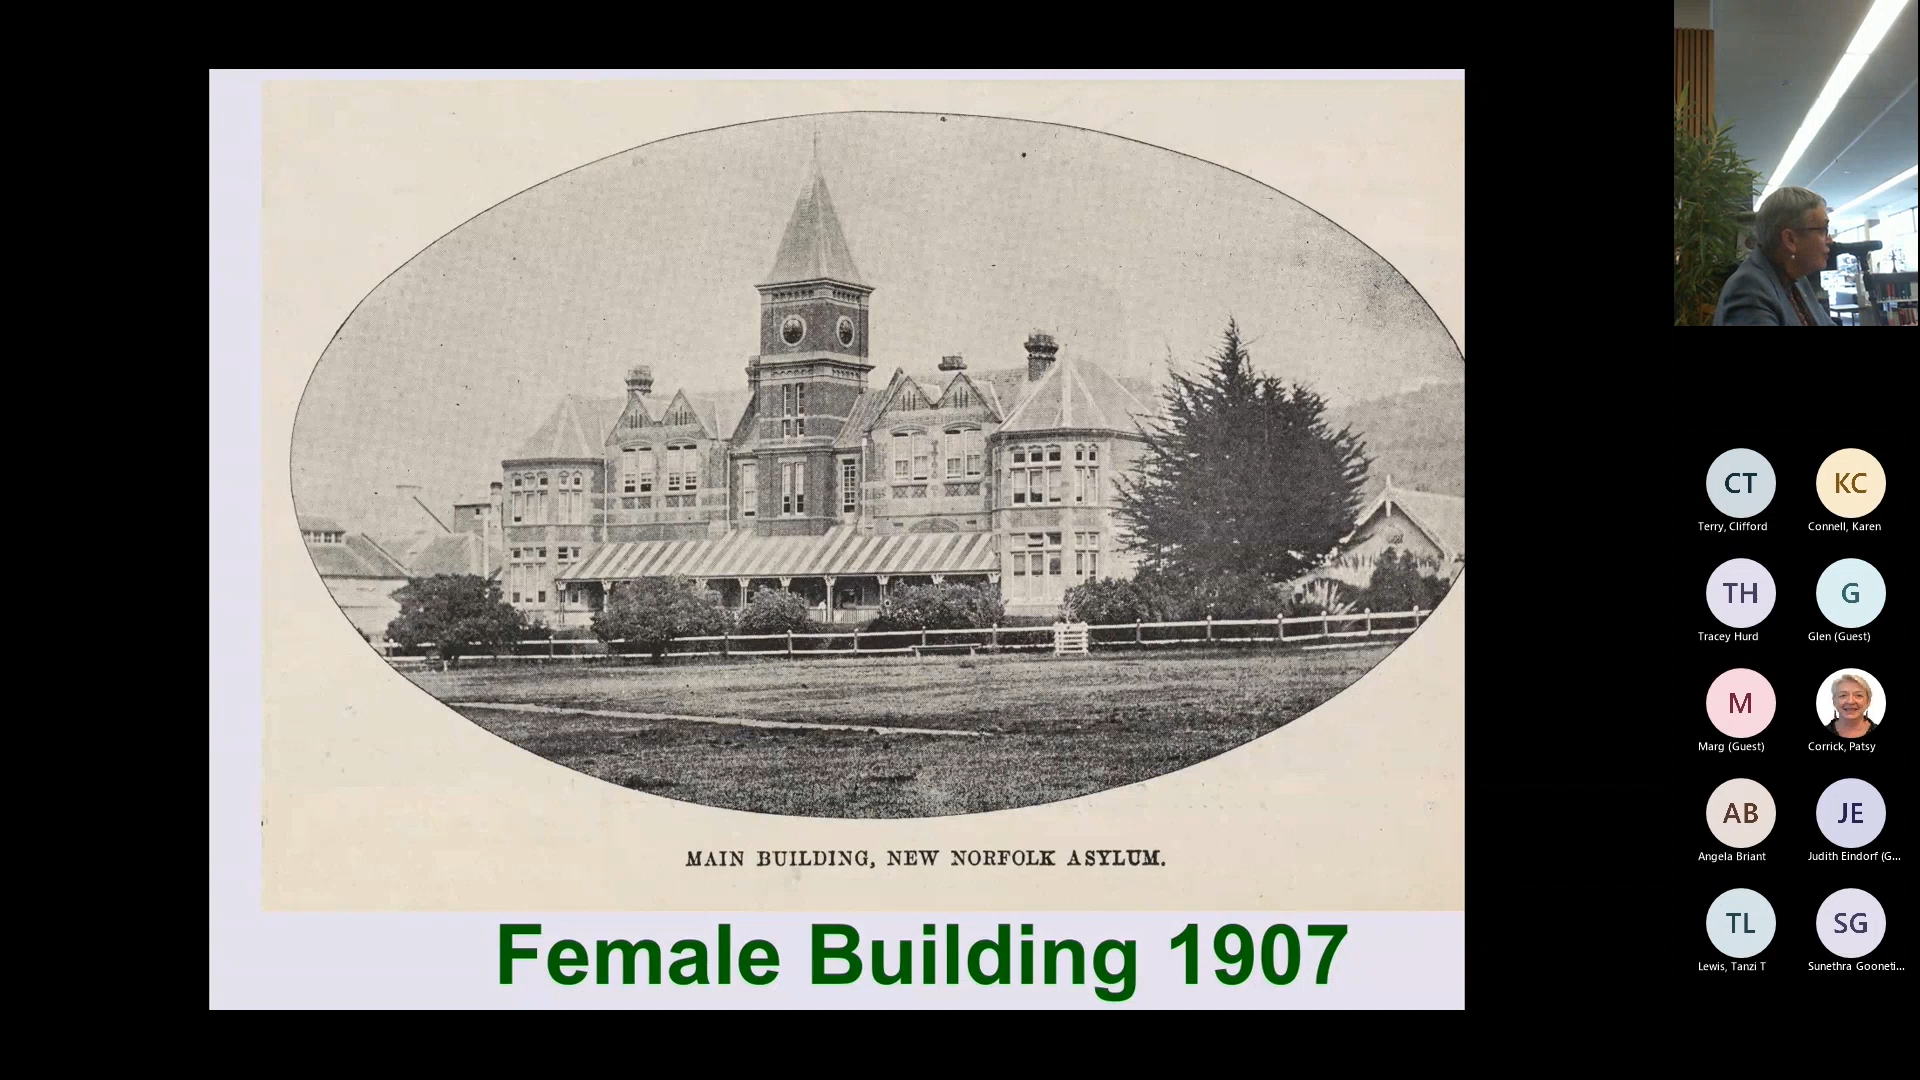 MAIN BUILDING, NEW NORFOLK ASYLUM.
Female Building 1907
CT
KC
Terry, Clifford
Connell, Karen
TH
G
Tracey Hurd
Glen (Guest)
M
Marg (Guest)
Corrick, Patsy
AB
JE
Angela Briant
Judith Eindorf (G...
TL
SG
Lewis, Tanzi T
Sunethra Gooneti...